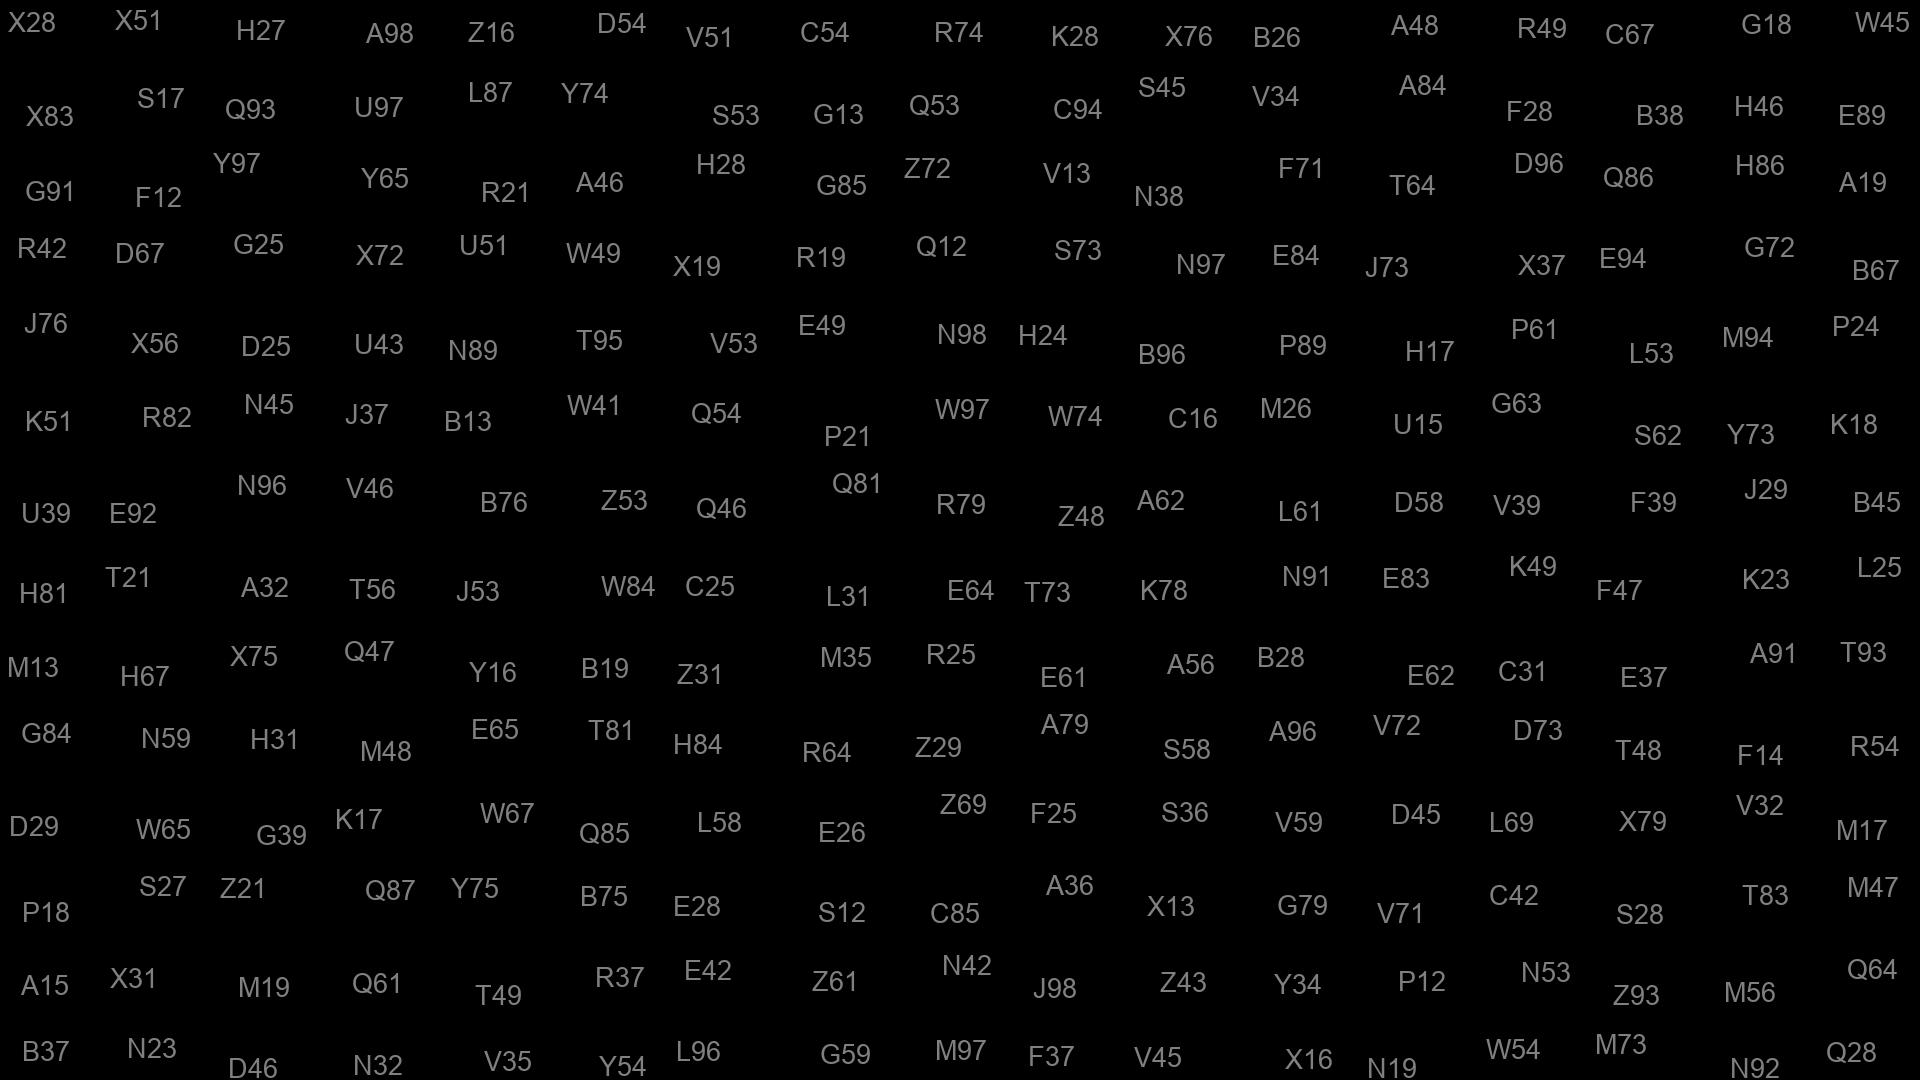 X28 X51 H27 A98 Z16 D54 V51 C54 R74 K28 X76 B26 A48 R49 C67 G18 W45
X83 S17 Q93 U97 L87 Y74 S53 G13 Q53 C94 S45 V34 A84 F28 B38 H46 E89
G91 F12 Y97 Y65 R21 A46 H28 G85 Z72 V13 N38 F71 T64 D96 Q86 H86 A19
R42 D67 G25 X72 U51 W49 X19 R19 Q12 S73 N97 E84 J73 X37 E94 G72 B67
J76 X56 D25 U43 N89 T95 V53 E49 N98 H24 B96 P89 H17 P61 L53 M94 P24
K51 R82 N45 J37 B13 W41 Q54 P21 W97 W74 C16 M26 U15 G63 S62 Y73 K18
U39 E92 N96 V46 B76 Z53 Q46 Q81 R79 Z48 A62 L61 D58 V39 F39 J29 B45
H81 T21 A32 T56 J53 W84 C25 L31 E64 T73 K78 N91 E83 K49 F47 K23 L25
M13 H67 X75 Q47 Y16 B19 Z31 M35 R25 E61 A56 B28 E62 C31 E37 A91 T93
G84 N59 H31 M48 E65 T81 H84 R64 Z29 A79 S58 A96 V72 D73 T48 F14 R54
D29 W65 G39 K17 W67 Q85 L58 E26 Z69 F25 S36 V59 D45 L69 X79 V32 M17
P18 S27 Z21 Q87 Y75 B75 E28 S12 C85 A36 X13 G79 V71 C42 S28 T83 M47
A15 X31 M19 Q61 T49 R37 E42 Z61 N42 J98 Z43 Y34 P12 N53 Z93 M56 Q64
B37 N23 D46 N32 V35 Y54 L96 G59 M97 F37 V45 X16 N19 W54 M73 N92 Q28